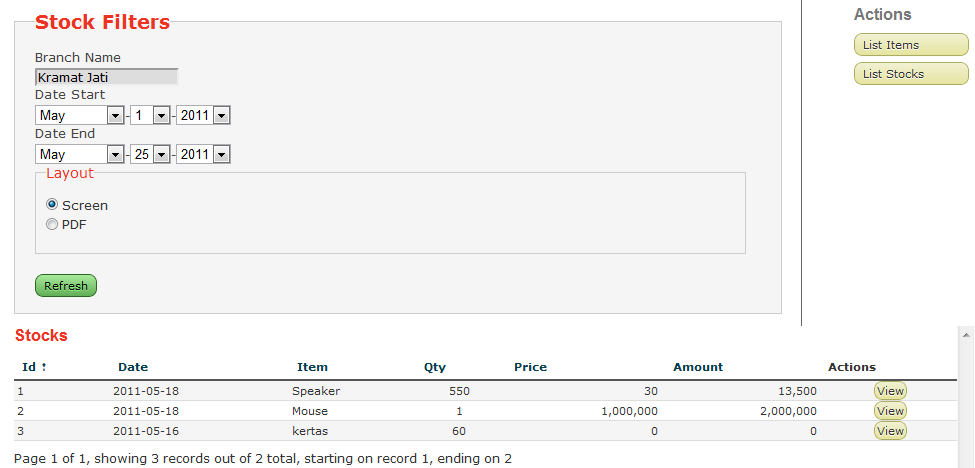 Stock Filters
Branch Name
Kramat Jati
Date Start
May - 1 - 2011
Date End
May - 25 - 2011
Layout
Screen
PDF
Refresh
Actions
List Items
List Stocks
Stocks
Id ↑ Date Item Qty Price Amount Actions
1 2011-05-18 Speaker 550 30 13,500 View
2 2011-05-18 Mouse 1 1,000,000 2,000,000 View
3 2011-05-16 kertas 60 0 0 View
Page 1 of 1, showing 3 records out of 2 total, starting on record 1, ending on 2